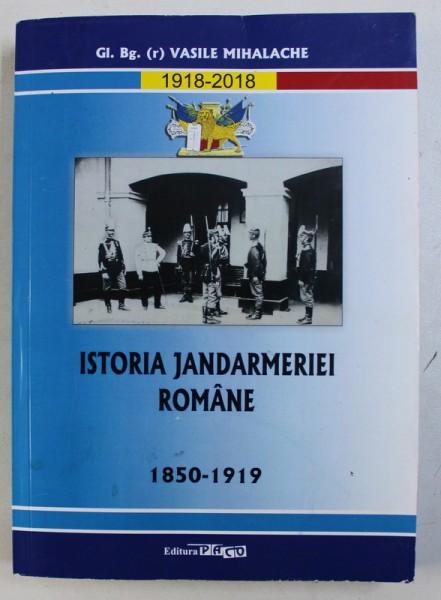 Gl. Bg. (r) VASILE MIHALACHE
1918-2018
ISTORIA JANDARMERIEI
ROMÂNE
1850-1919
Editura PACO